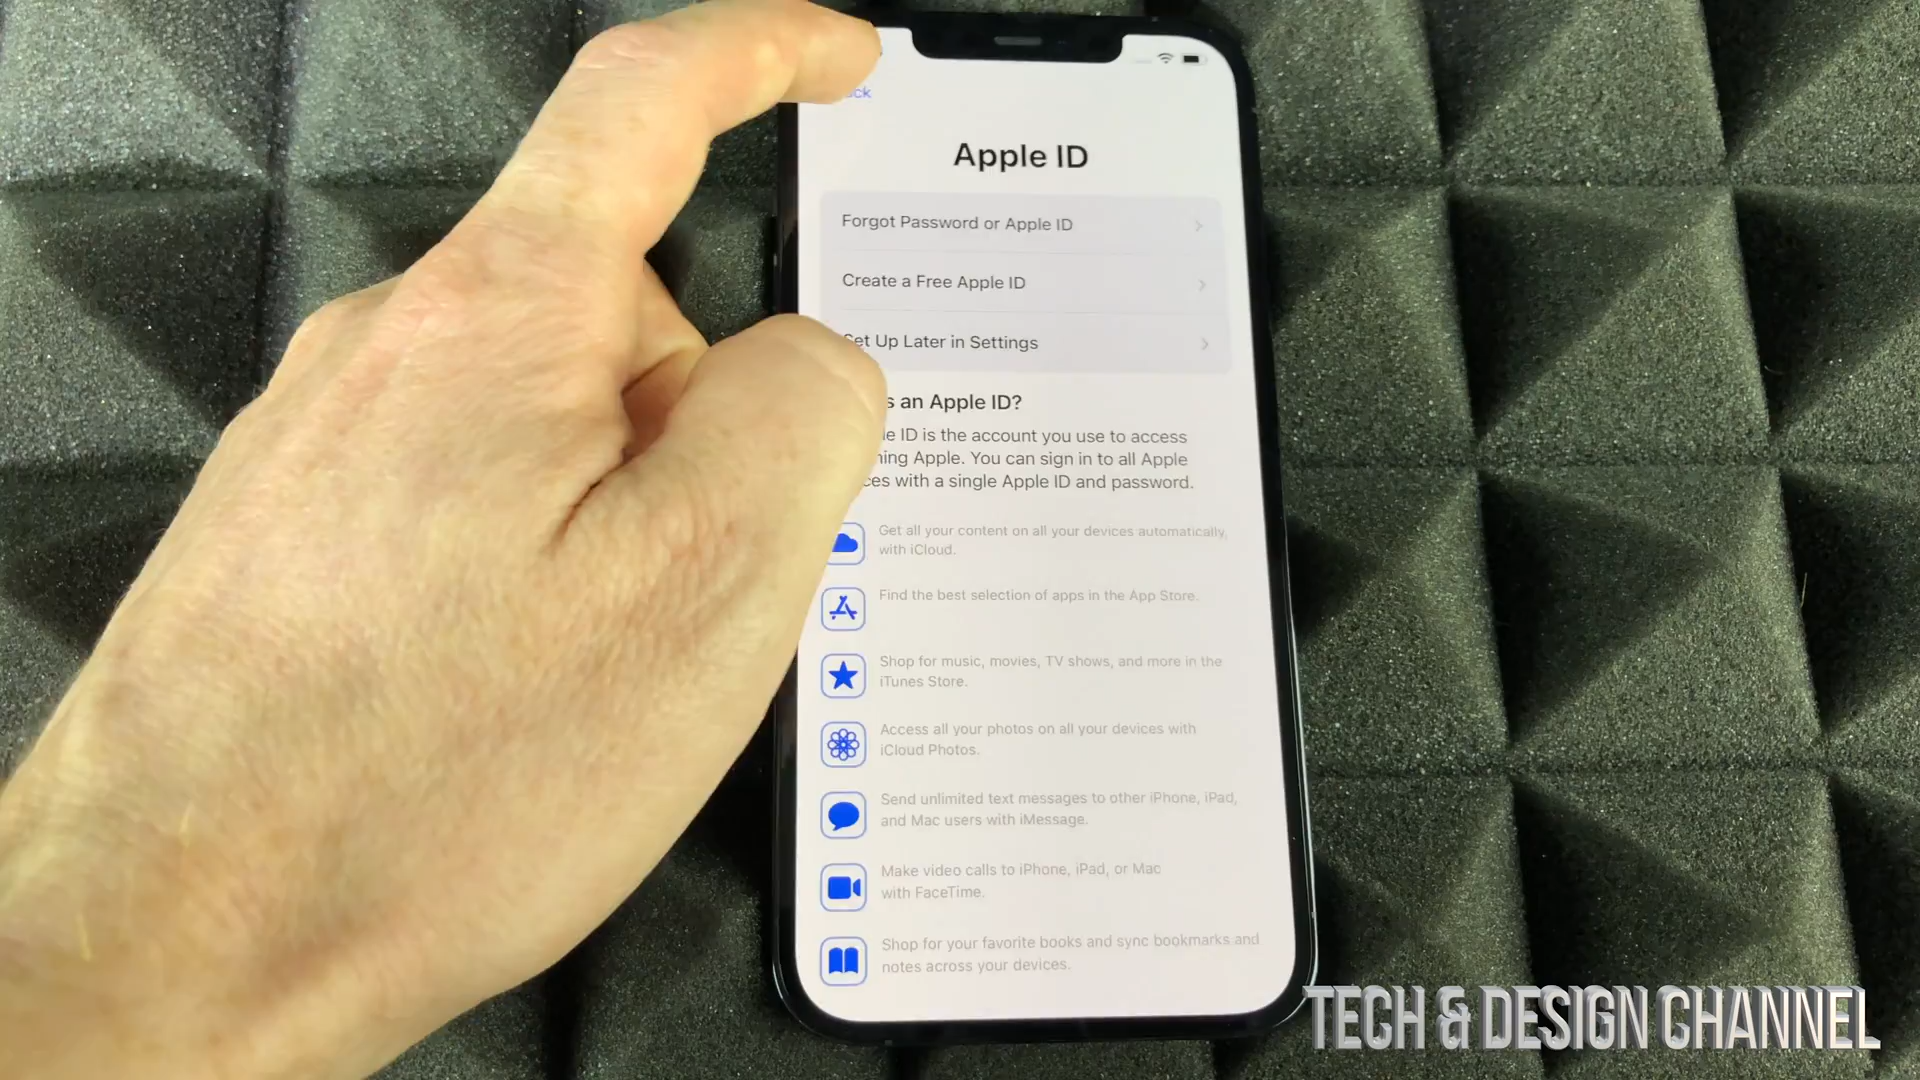 Apple ID
Forgot Password or Apple ID
Create a Free Apple ID
Set Up Later in Settings
an Apple ID?
ID is the account you use to access
Apple. You can sign in to all Apple
with a single Apple ID and password.
Get all your content on all your devices automatically,
with iCloud.
Find the best selection of apps in the App Store.
Shop for music, movies, TV shows, and more in the
iTunes Store.
Access all your photos on all your devices with
iCloud Photos.
Send unlimited text messages to other iPhone, iPad,
and Mac users with iMessage.
Make video calls to iPhone, iPad, or Mac
with FaceTime.
Shop for your favorite books and sync bookmarks and
notes across your devices.
TECH & DESIGN CHANNEL